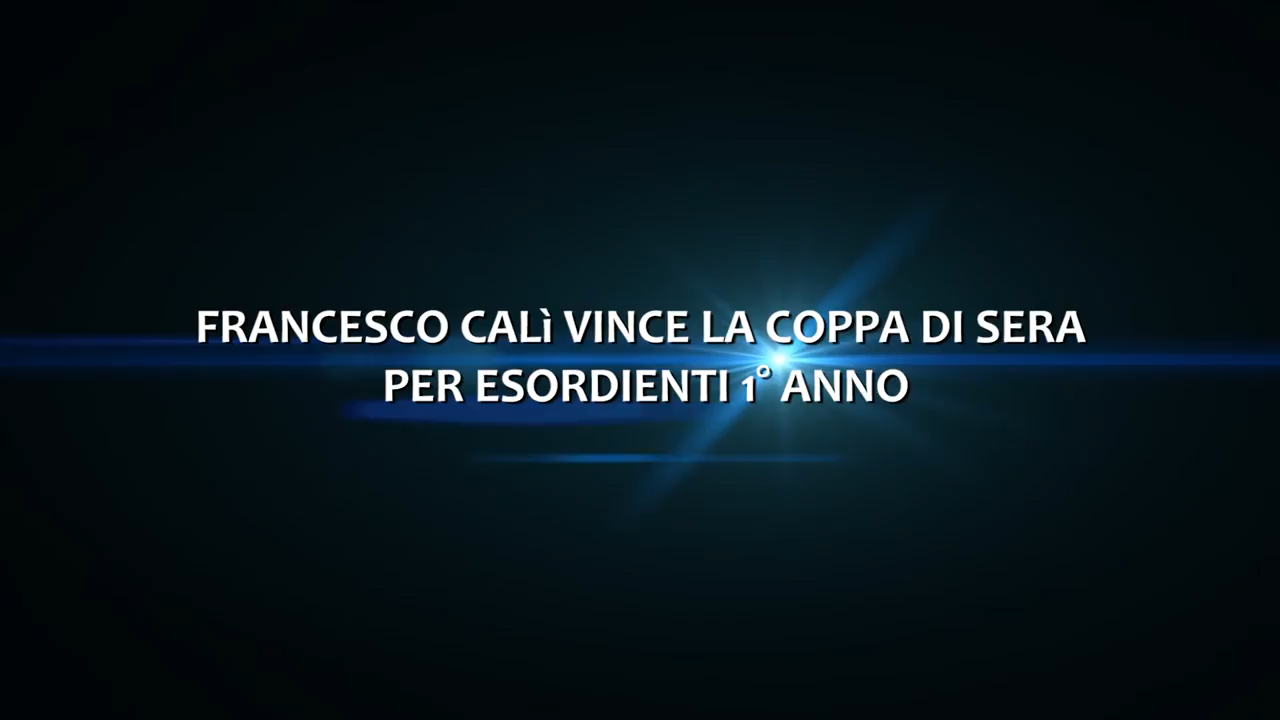 FRANCESCO CALì VINCE LA COPPA DI SERA
PER ESORDIENTI 1° ANNO